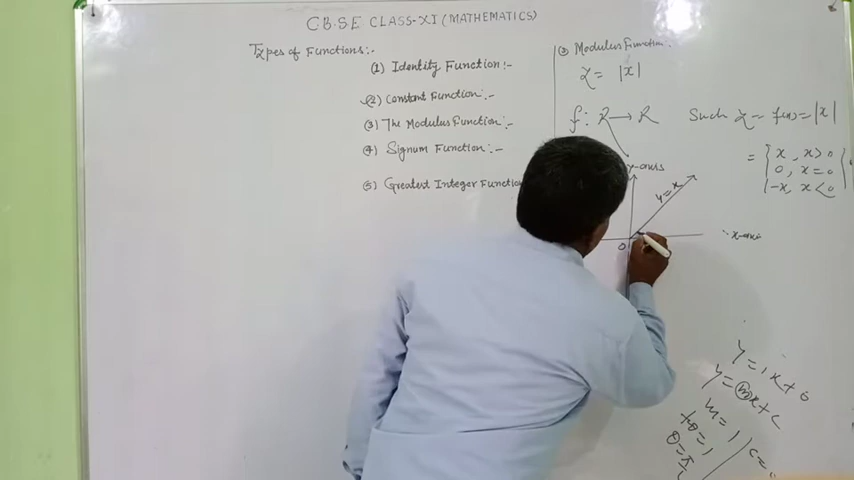 CBSE CLASS-XI (MATHEMATICS)
Types of Functions:-
(1) Identity Function :-
(2) Constant Function :-
(3) The Modulus Function :-
(4) Signum Function :-
(5) Greatest Integer Function
(3) Modulus Function :-
y = |x|
f: R → R Such y = f(x) = |x|
= { x, x>0
0, x=0
-x, x<0 }
y-axis
y=x
x-axis
O
y = 1x + 0
y = mx + c
m = 1
tθ = 1
c = 0
θ = π